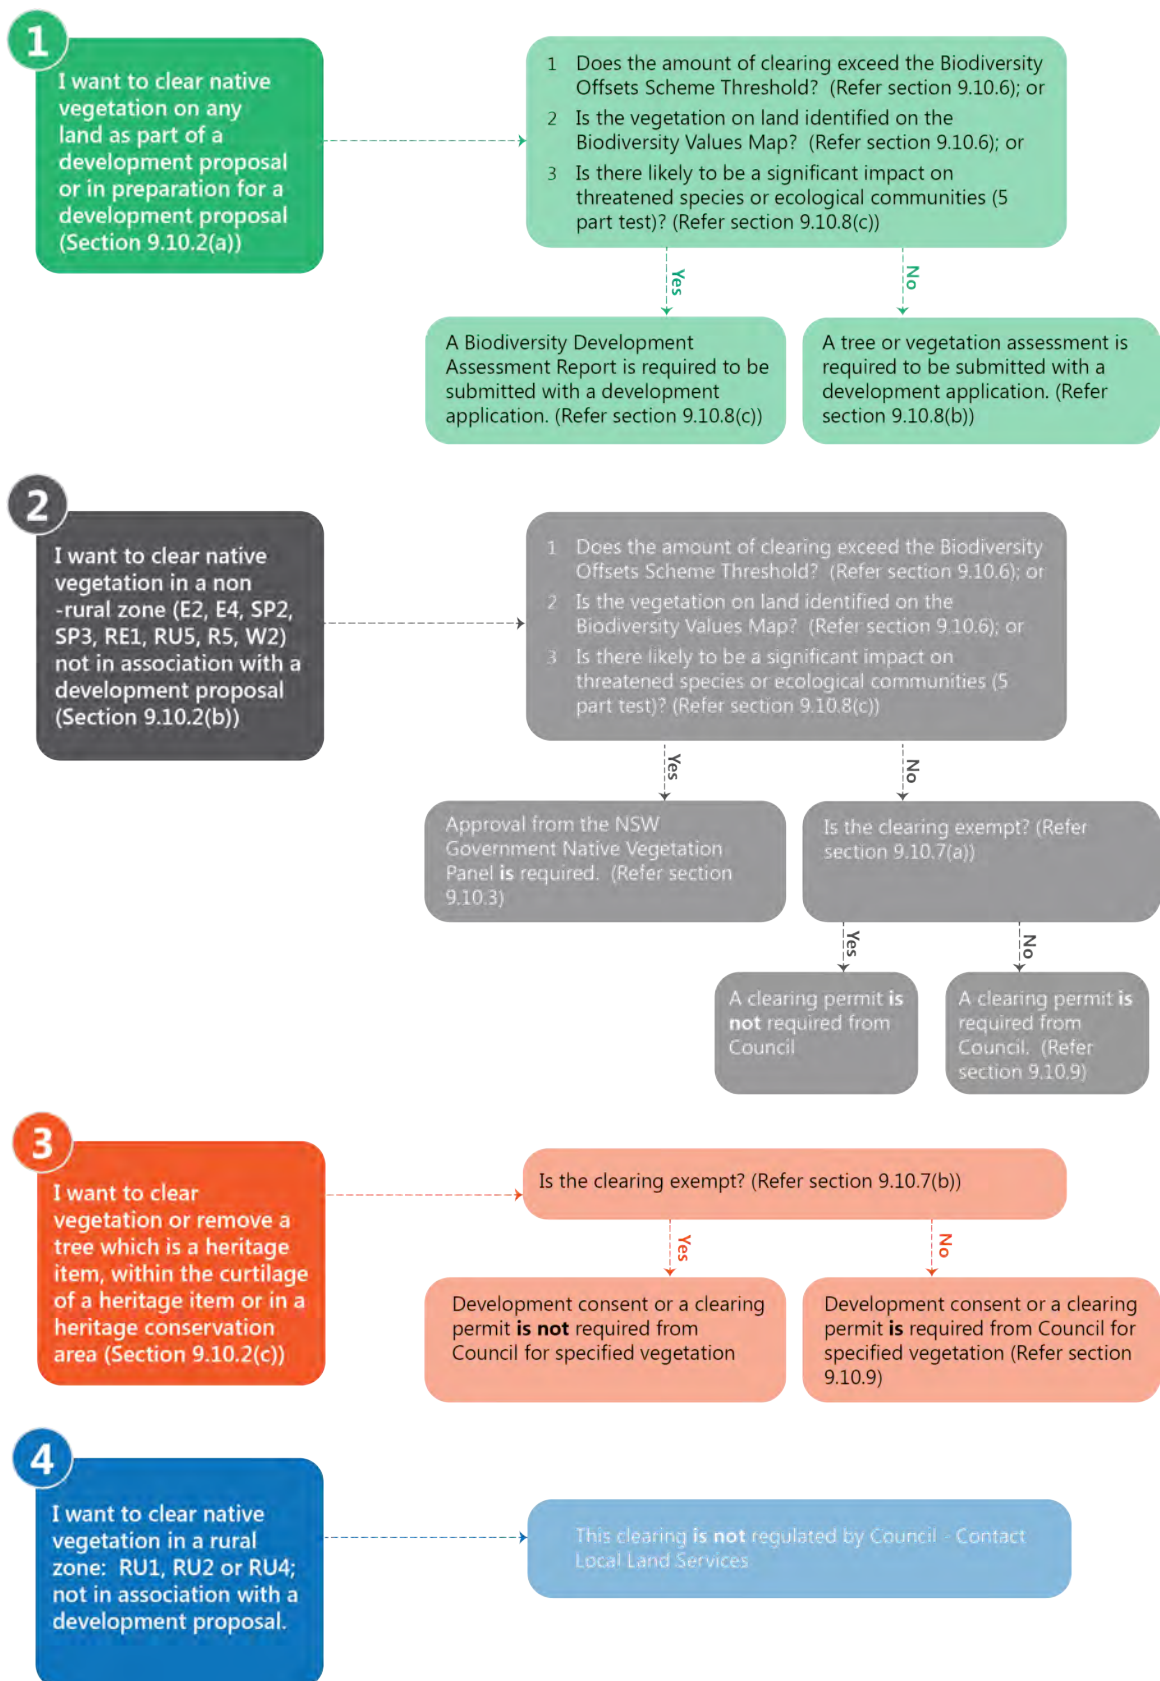 1
I want to clear native
vegetation on any
land as part of a
development proposal
or in preparation for a
development proposal
(Section 9.10.2(a))
1 Does the amount of clearing exceed the Biodiversity
Offsets Scheme Threshold? (Refer section 9.10.6); or
2 Is the vegetation on land identified on the
Biodiversity Values Map? (Refer section 9.10.6); or
3 Is there likely to be a significant impact on
threatened species or ecological communities (5
part test)? (Refer section 9.10.8(c))
Yes
No
A Biodiversity Development
Assessment Report is required to be
submitted with a development
application. (Refer section 9.10.8(c))
A tree or vegetation assessment is
required to be submitted with a
development application. (Refer
section 9.10.8(b))
2
I want to clear native
vegetation in a non
-rural zone (E2, E4, SP2,
SP3, RE1, RU5, R5, W2)
not in association with a
development proposal
(Section 9.10.2(b))
1 Does the amount of clearing exceed the Biodiversity
Offsets Scheme Threshold? (Refer section 9.10.6); or
2 Is the vegetation on land identified on the
Biodiversity Values Map? (Refer section 9.10.6); or
3 Is there likely to be a significant impact on
threatened species or ecological communities (5
part test)? (Refer section 9.10.8(c))
Yes
No
Approval from the NSW
Government Native Vegetation
Panel is required. (Refer section
9.10.3)
Is the clearing exempt? (Refer
section 9.10.7(a))
Yes
No
A clearing permit is
not required from
Council
A clearing permit is
required from
Council. (Refer
section 9.10.9)
3
I want to clear
vegetation or remove a
tree which is a heritage
item, within the curtilage
of a heritage item or in a
heritage conservation
area (Section 9.10.2(c))
Is the clearing exempt? (Refer section 9.10.7(b))
Yes
No
Development consent or a clearing
permit is not required from
Council for specified vegetation
Development consent or a clearing
permit is required from Council for
specified vegetation (Refer section
9.10.9)
4
I want to clear native
vegetation in a rural
zone: RU1, RU2 or RU4;
not in association with a
development proposal.
This clearing is not regulated by Council - Contact
Local Land Services